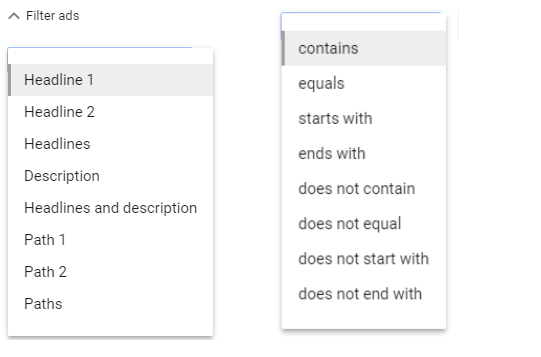 Filter ads
Headline 1
Headline 2
Headlines
Description
Headlines and description
Path 1
Path 2
Paths
contains
equals
starts with
ends with
does not contain
does not equal
does not start with
does not end with